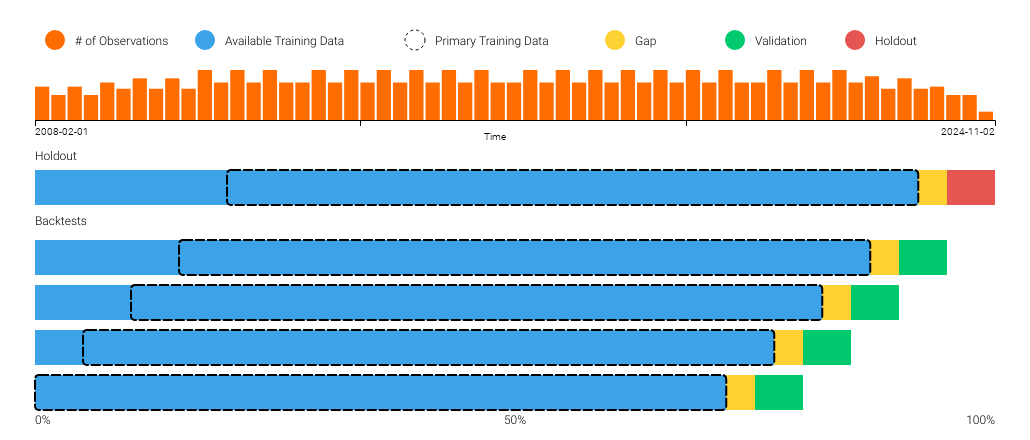 # of Observations Available Training Data Primary Training Data Gap Validation Holdout
2008-02-01 Time 2024-11-02
Holdout
Backtests
0% 50% 100%